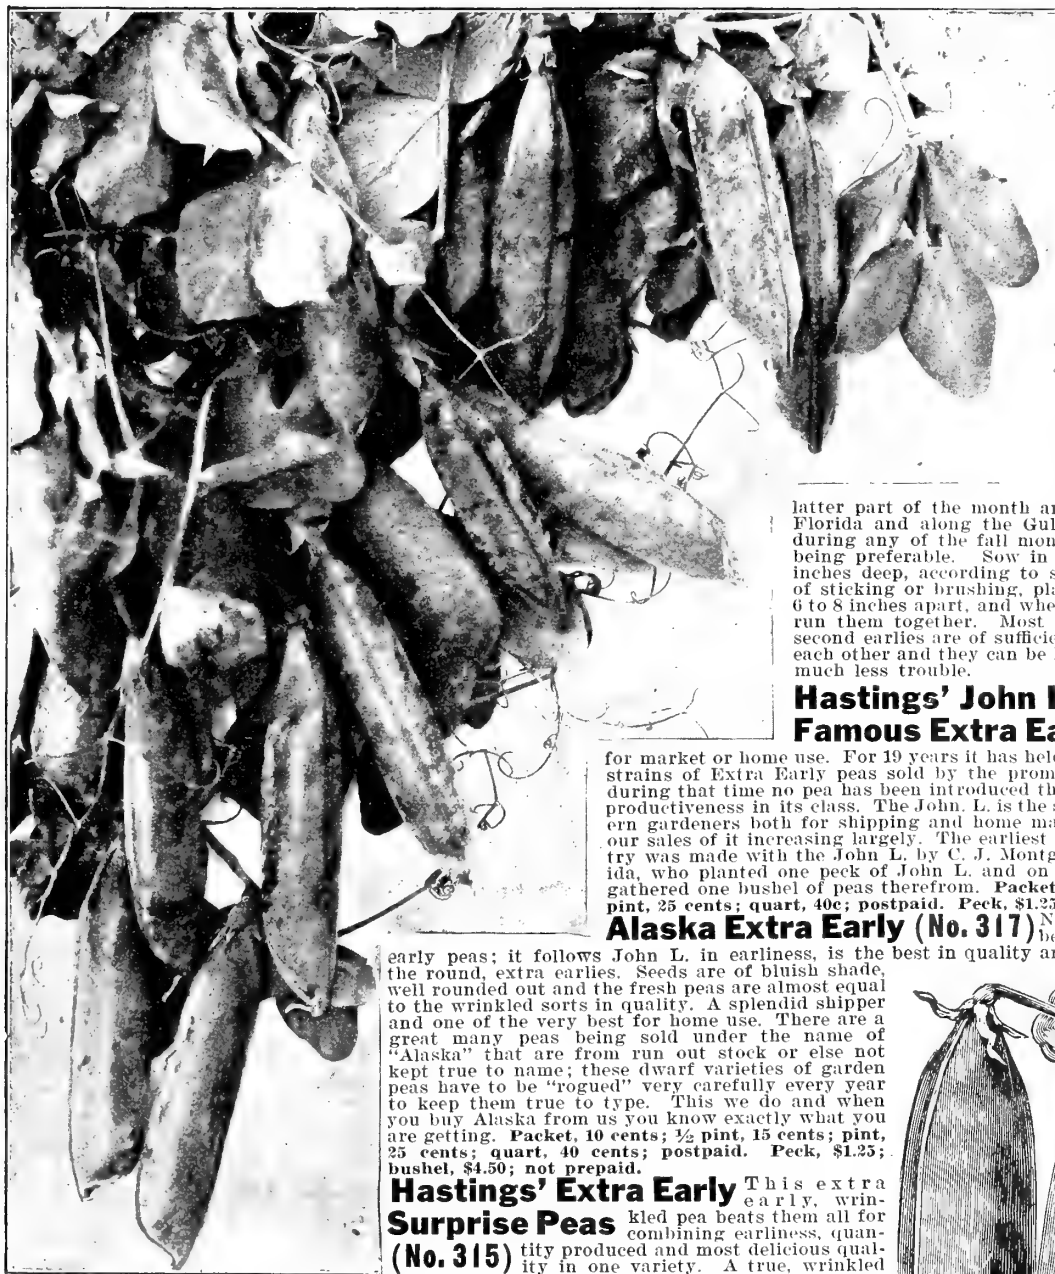 latter part of the month
Florida and along the
during any of the fall
being preferable. Sow in
inches deep, according to
of sticking or brushing,
6 to 8 inches apart, and
run them together. Most
second earlies are of
each other and they can be
much less trouble.
Hastings' John
Famous Extra
for market or home use. For 19 years it has
strains of Extra Early peas sold by the
during that time no pea has been introduced
productiveness in its class. The John. L. is the
ern gardeners both for shipping and home
our sales of it increasing largely. The earliest
try was made with the John L. by C. J.
ida, who planted one peck of John L. and on
gathered one bushel of peas therefrom. Packet
pint, 25 cents; quart, 40c; postpaid. Peck, $1.25
Alaska Extra Early (No. 317)
early peas; it follows John L. in earliness, is the best in quality
the round, extra earlies. Seeds are of bluish shade,
well rounded out and the fresh peas are almost equal
to the wrinkled sorts in quality. A splendid shipper
and one of the very best for home use. There are a
great many peas being sold under the name of
"Alaska" that are from run out stock or else not
kept true to name; these dwarf varieties of garden
peas have to be "rogued" very carefully every year
to keep them true to type. This we do and when
you buy Alaska from us you know exactly what you
are getting. Packet, 10 cents; ½ pint, 15 cents; pint,
25 cents; quart, 40 cents; postpaid. Peck, $1.25;
bushel, $4.50; not prepaid.
Hastings' Extra Early This extra
early, wrin-
Surprise Peas kled pea beats them all for
combining earliness, quan-
(No. 315) tity produced and most delicious qual-
ity in one variety. A true, wrinkled